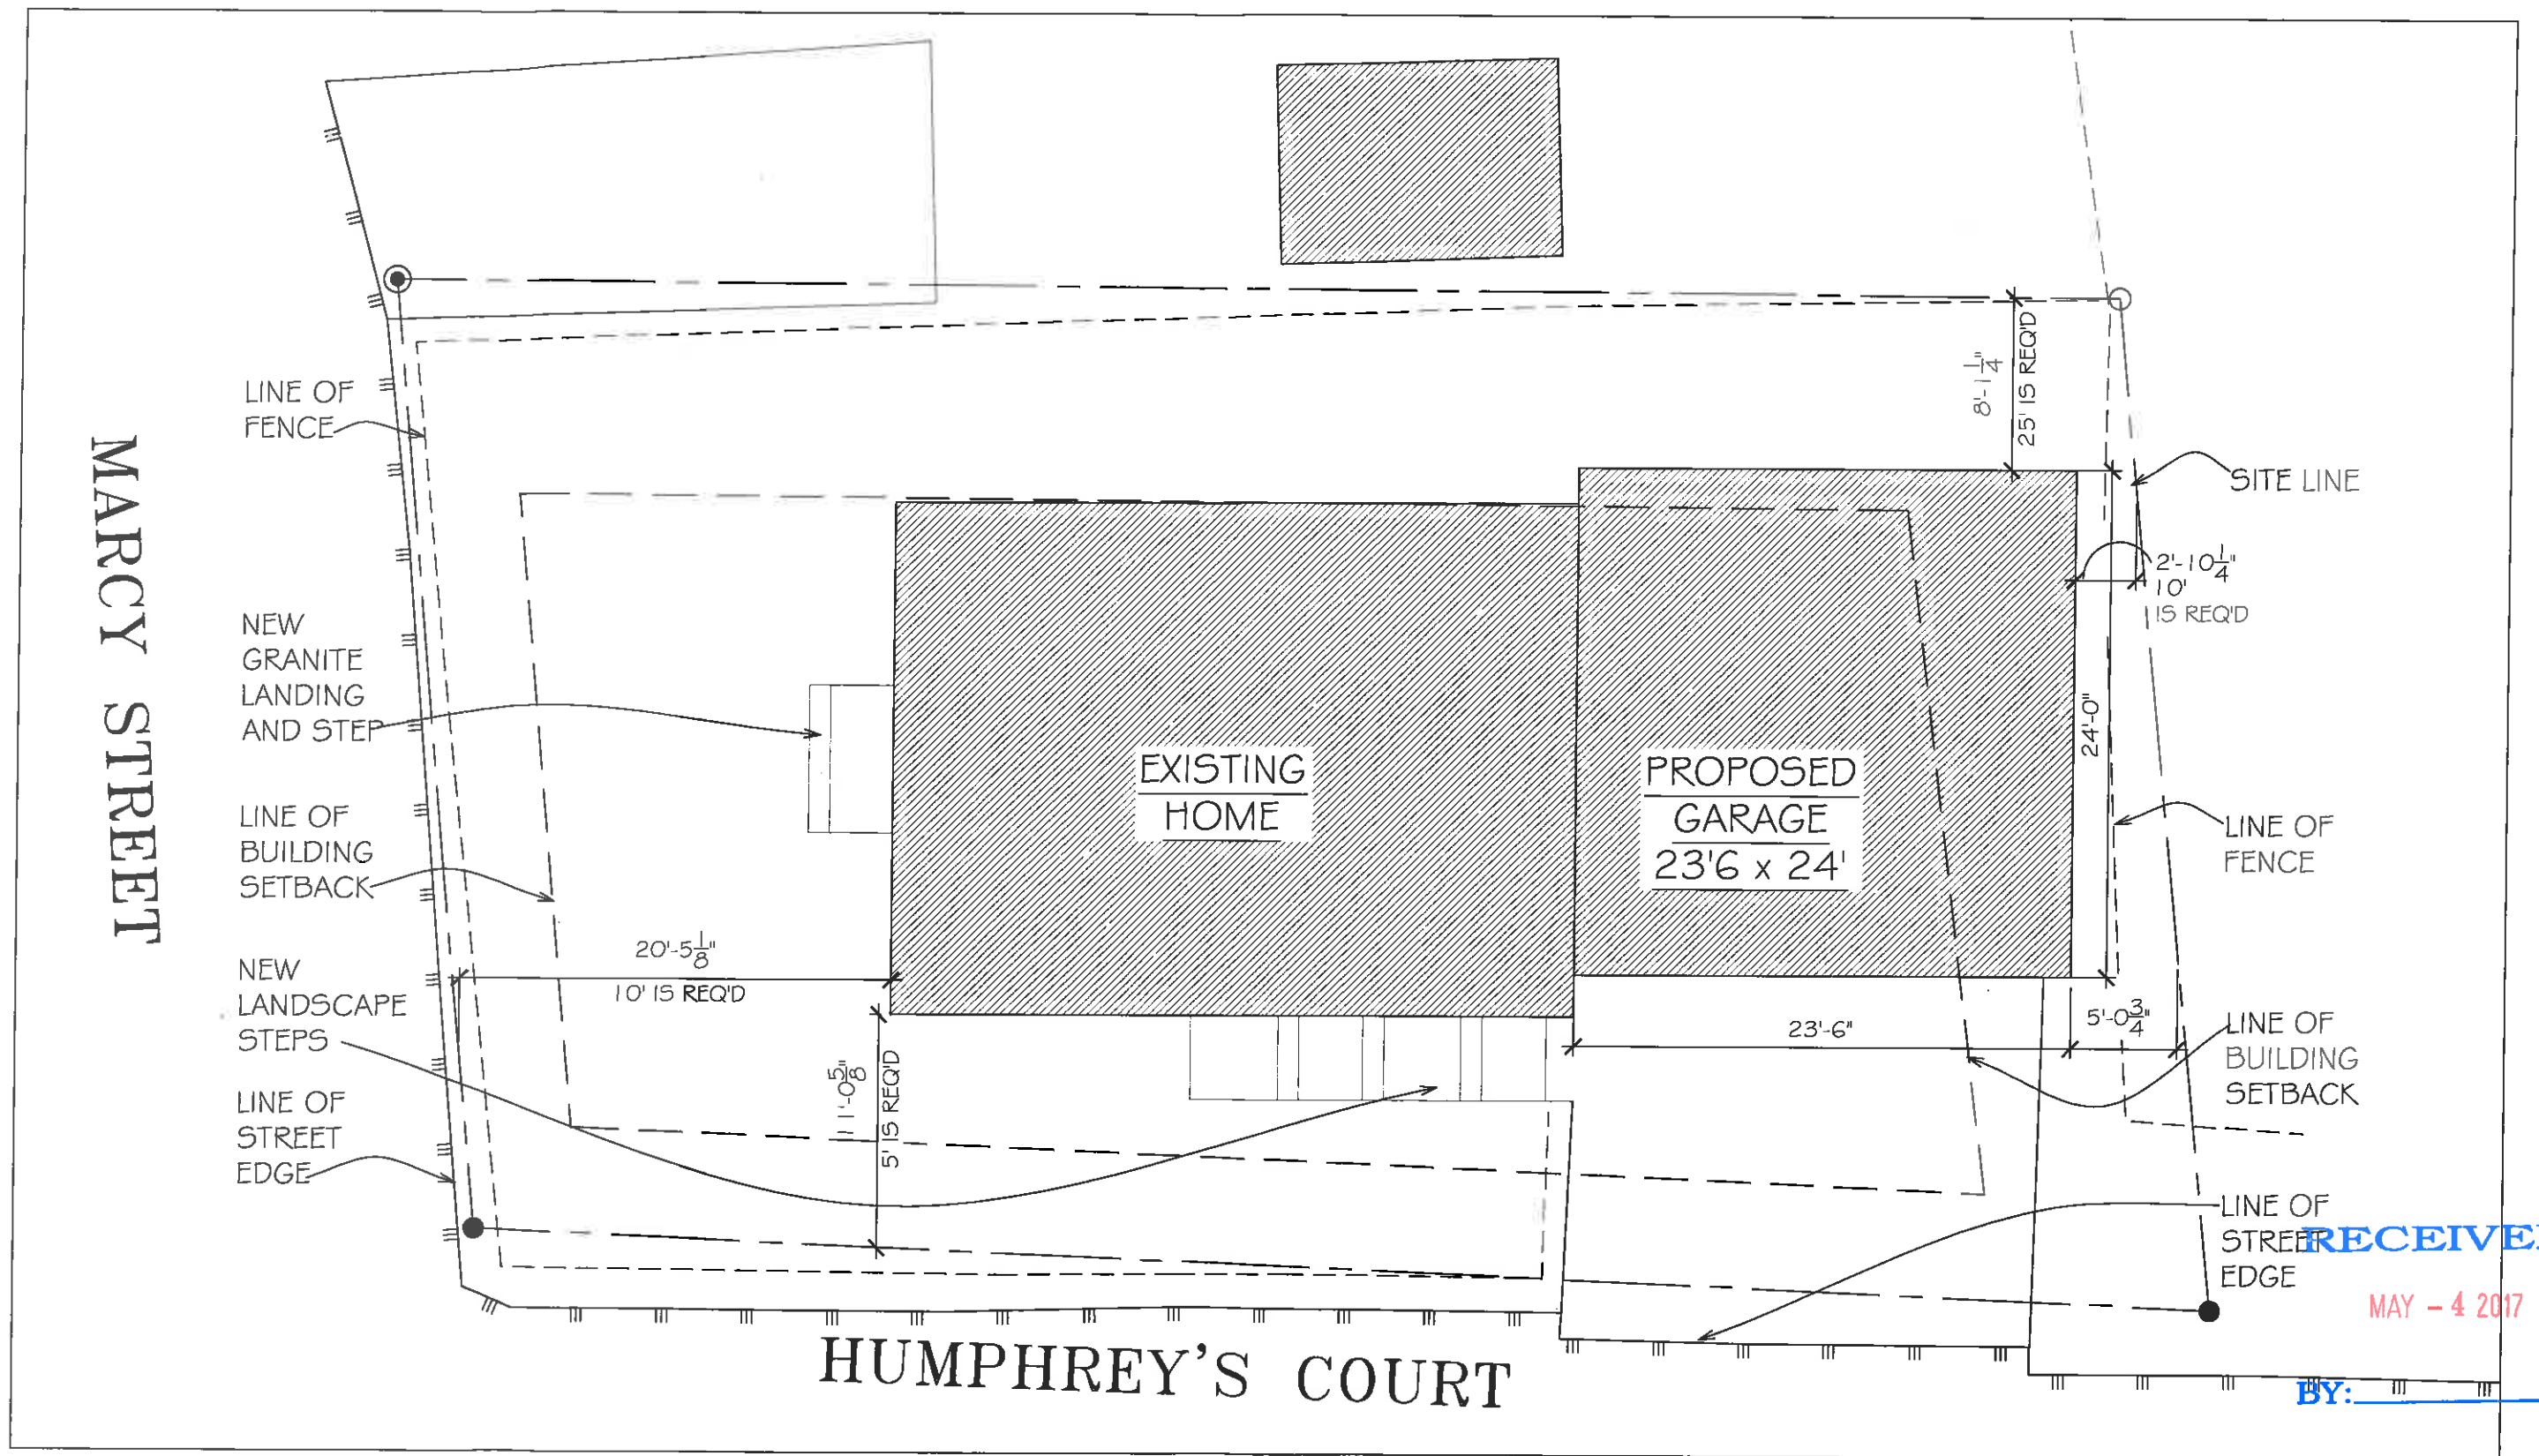 MARCY STREET
LINE OF
FENCE
NEW
GRANITE
LANDING
AND STEP
LINE OF
BUILDING
SETBACK
NEW
LANDSCAPE
STEPS
LINE OF
STREET
EDGE
20'-5 1/8"
10' IS REQ'D
11'-0 5/8"
5' IS REQ'D
EXISTING
HOME
PROPOSED
GARAGE
23'6 x 24'
8'-1 1/4"
25' IS REQ'D
SITE LINE
2'-10 1/4"
10'
IS REQ'D
24'-0"
LINE OF
FENCE
23'-6"
5'-0 3/4"
LINE OF
BUILDING
SETBACK
LINE OF
STREET
EDGE
RECEIVE
MAY - 4 2017
BY:
HUMPHREY'S COURT